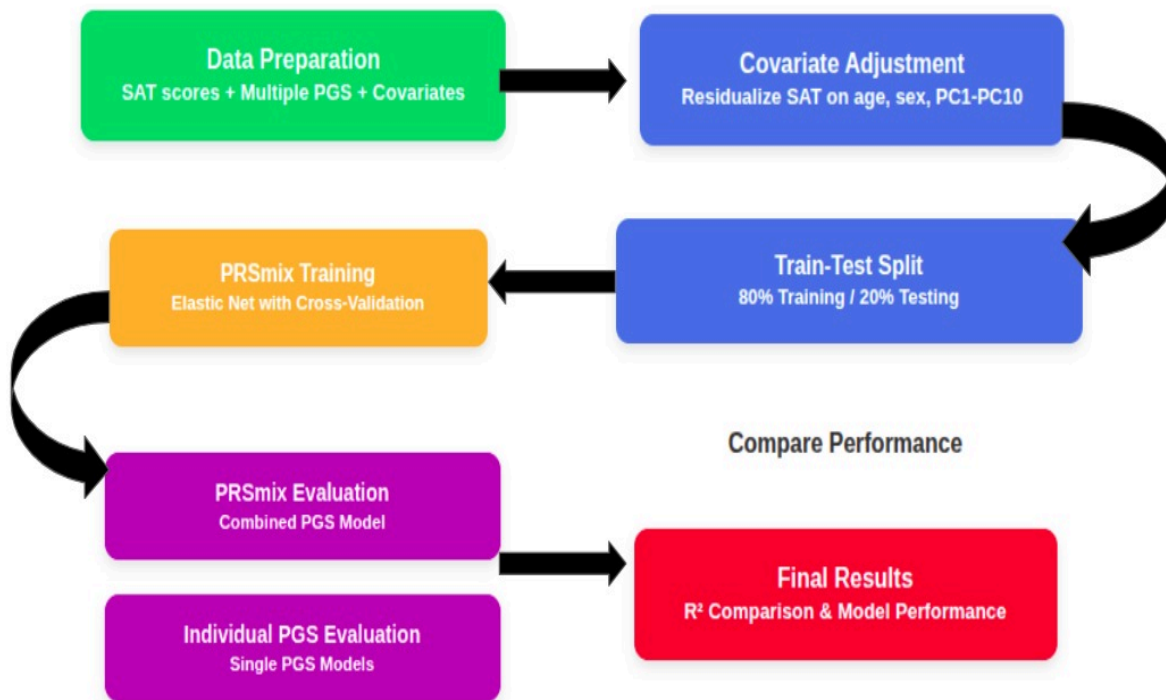 Data Preparation
SAT scores + Multiple PGS + Covariates
Covariate Adjustment
Residualize SAT on age, sex, PC1-PC10
Train-Test Split
80% Training / 20% Testing
PRSmix Training
Elastic Net with Cross-Validation
PRSmix Evaluation
Combined PGS Model
Individual PGS Evaluation
Single PGS Models
Compare Performance
Final Results
R² Comparison & Model Performance